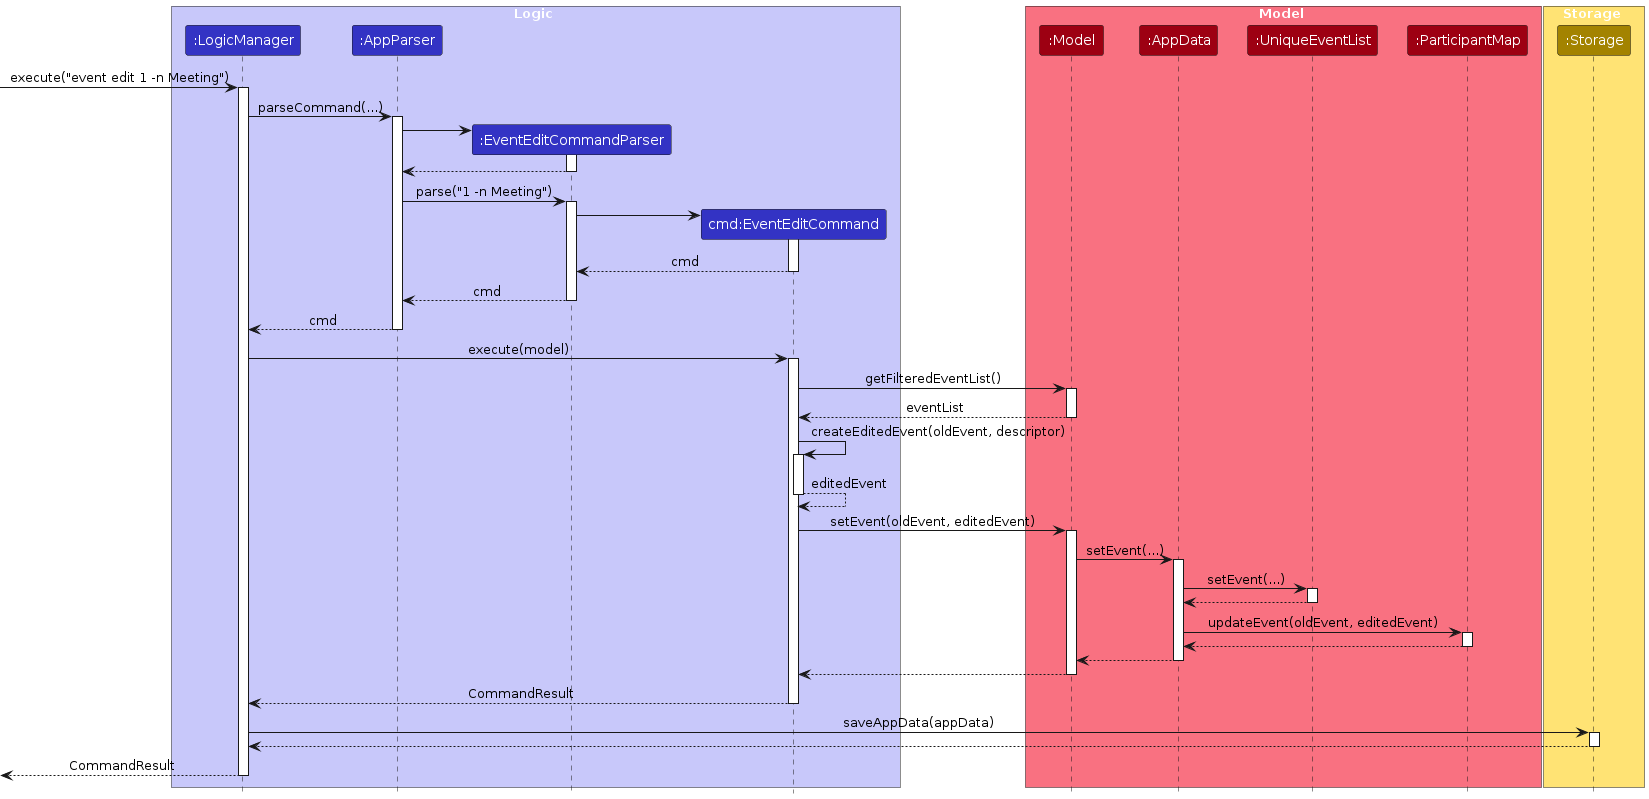 Logic
Model
Storage
:LogicManager
:AppParser
:Model
:AppData
:UniqueEventList
:ParticipantMap
:Storage
execute("event edit 1 -n Meeting")
parseCommand(...)
:EventEditCommandParser
parse("1 -n Meeting")
cmd:EventEditCommand
cmd
cmd
cmd
execute(model)
getFilteredEventList()
eventList
createEditedEvent(oldEvent, descriptor)
editedEvent
setEvent(oldEvent, editedEvent)
setEvent(...)
setEvent(...)
updateEvent(oldEvent, editedEvent)
CommandResult
saveAppData(appData)
CommandResult